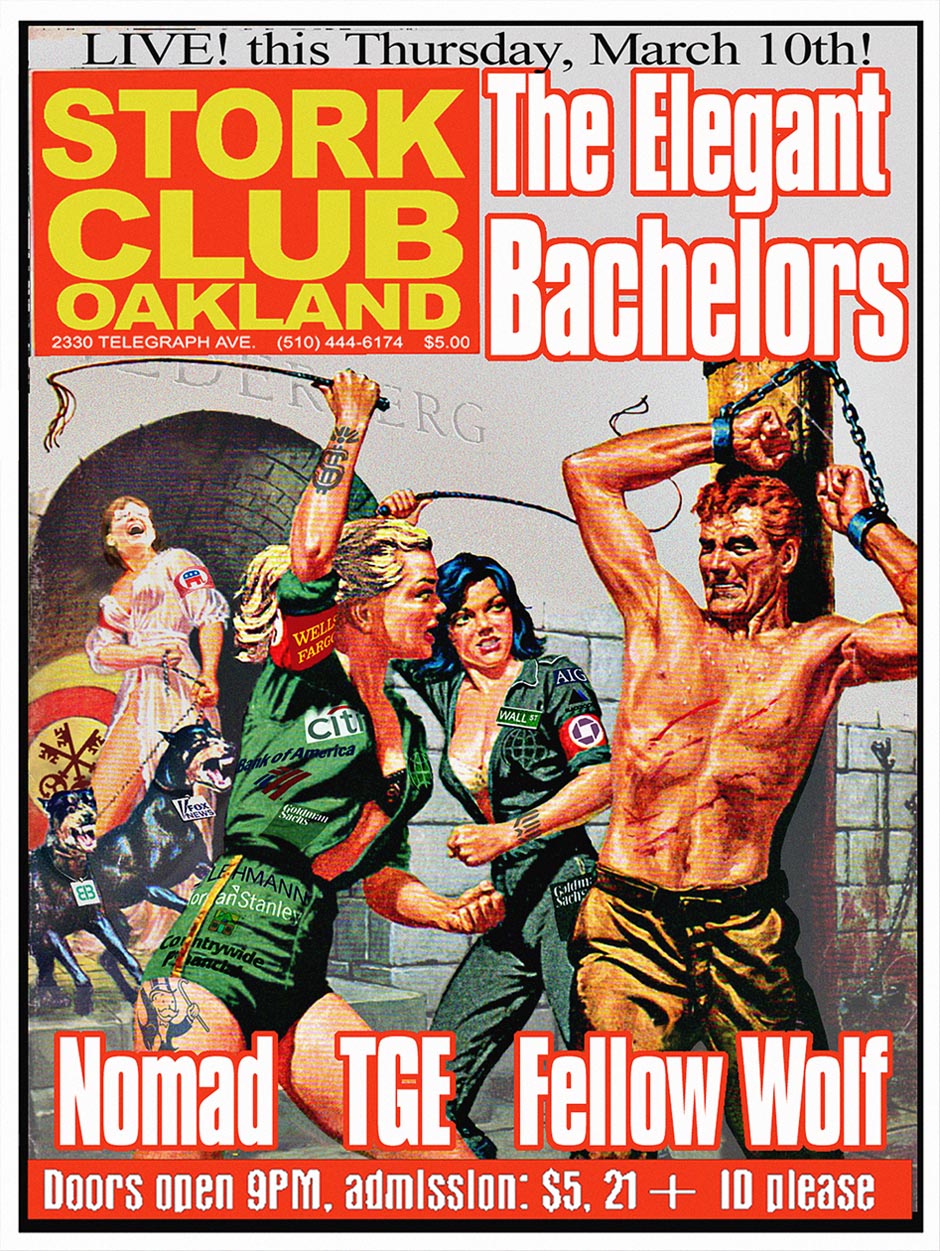 LIVE! this Thursday, March 10th!
STORK
CLUB
OAKLAND
2330 TELEGRAPH AVE. (510) 444-6174 $5.00
The Elegant
Bachelors
ERG
WELLS
FARGO
citi
Bank of America
Goldman
Sachs
LEHMANN
organStanley
Countrywide
Financial
AIG
WALL ST
Goldman
Sachs
FOX
NEWS
Nomad TGE Fellow Wolf
Doors open 9PM, admission: $5, 21 + ID please